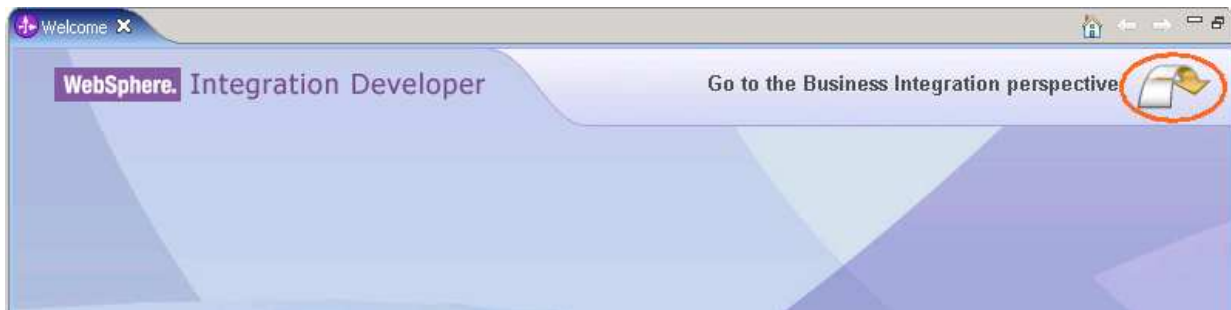 Welcome
WebSphere. Integration Developer
Go to the Business Integration perspective